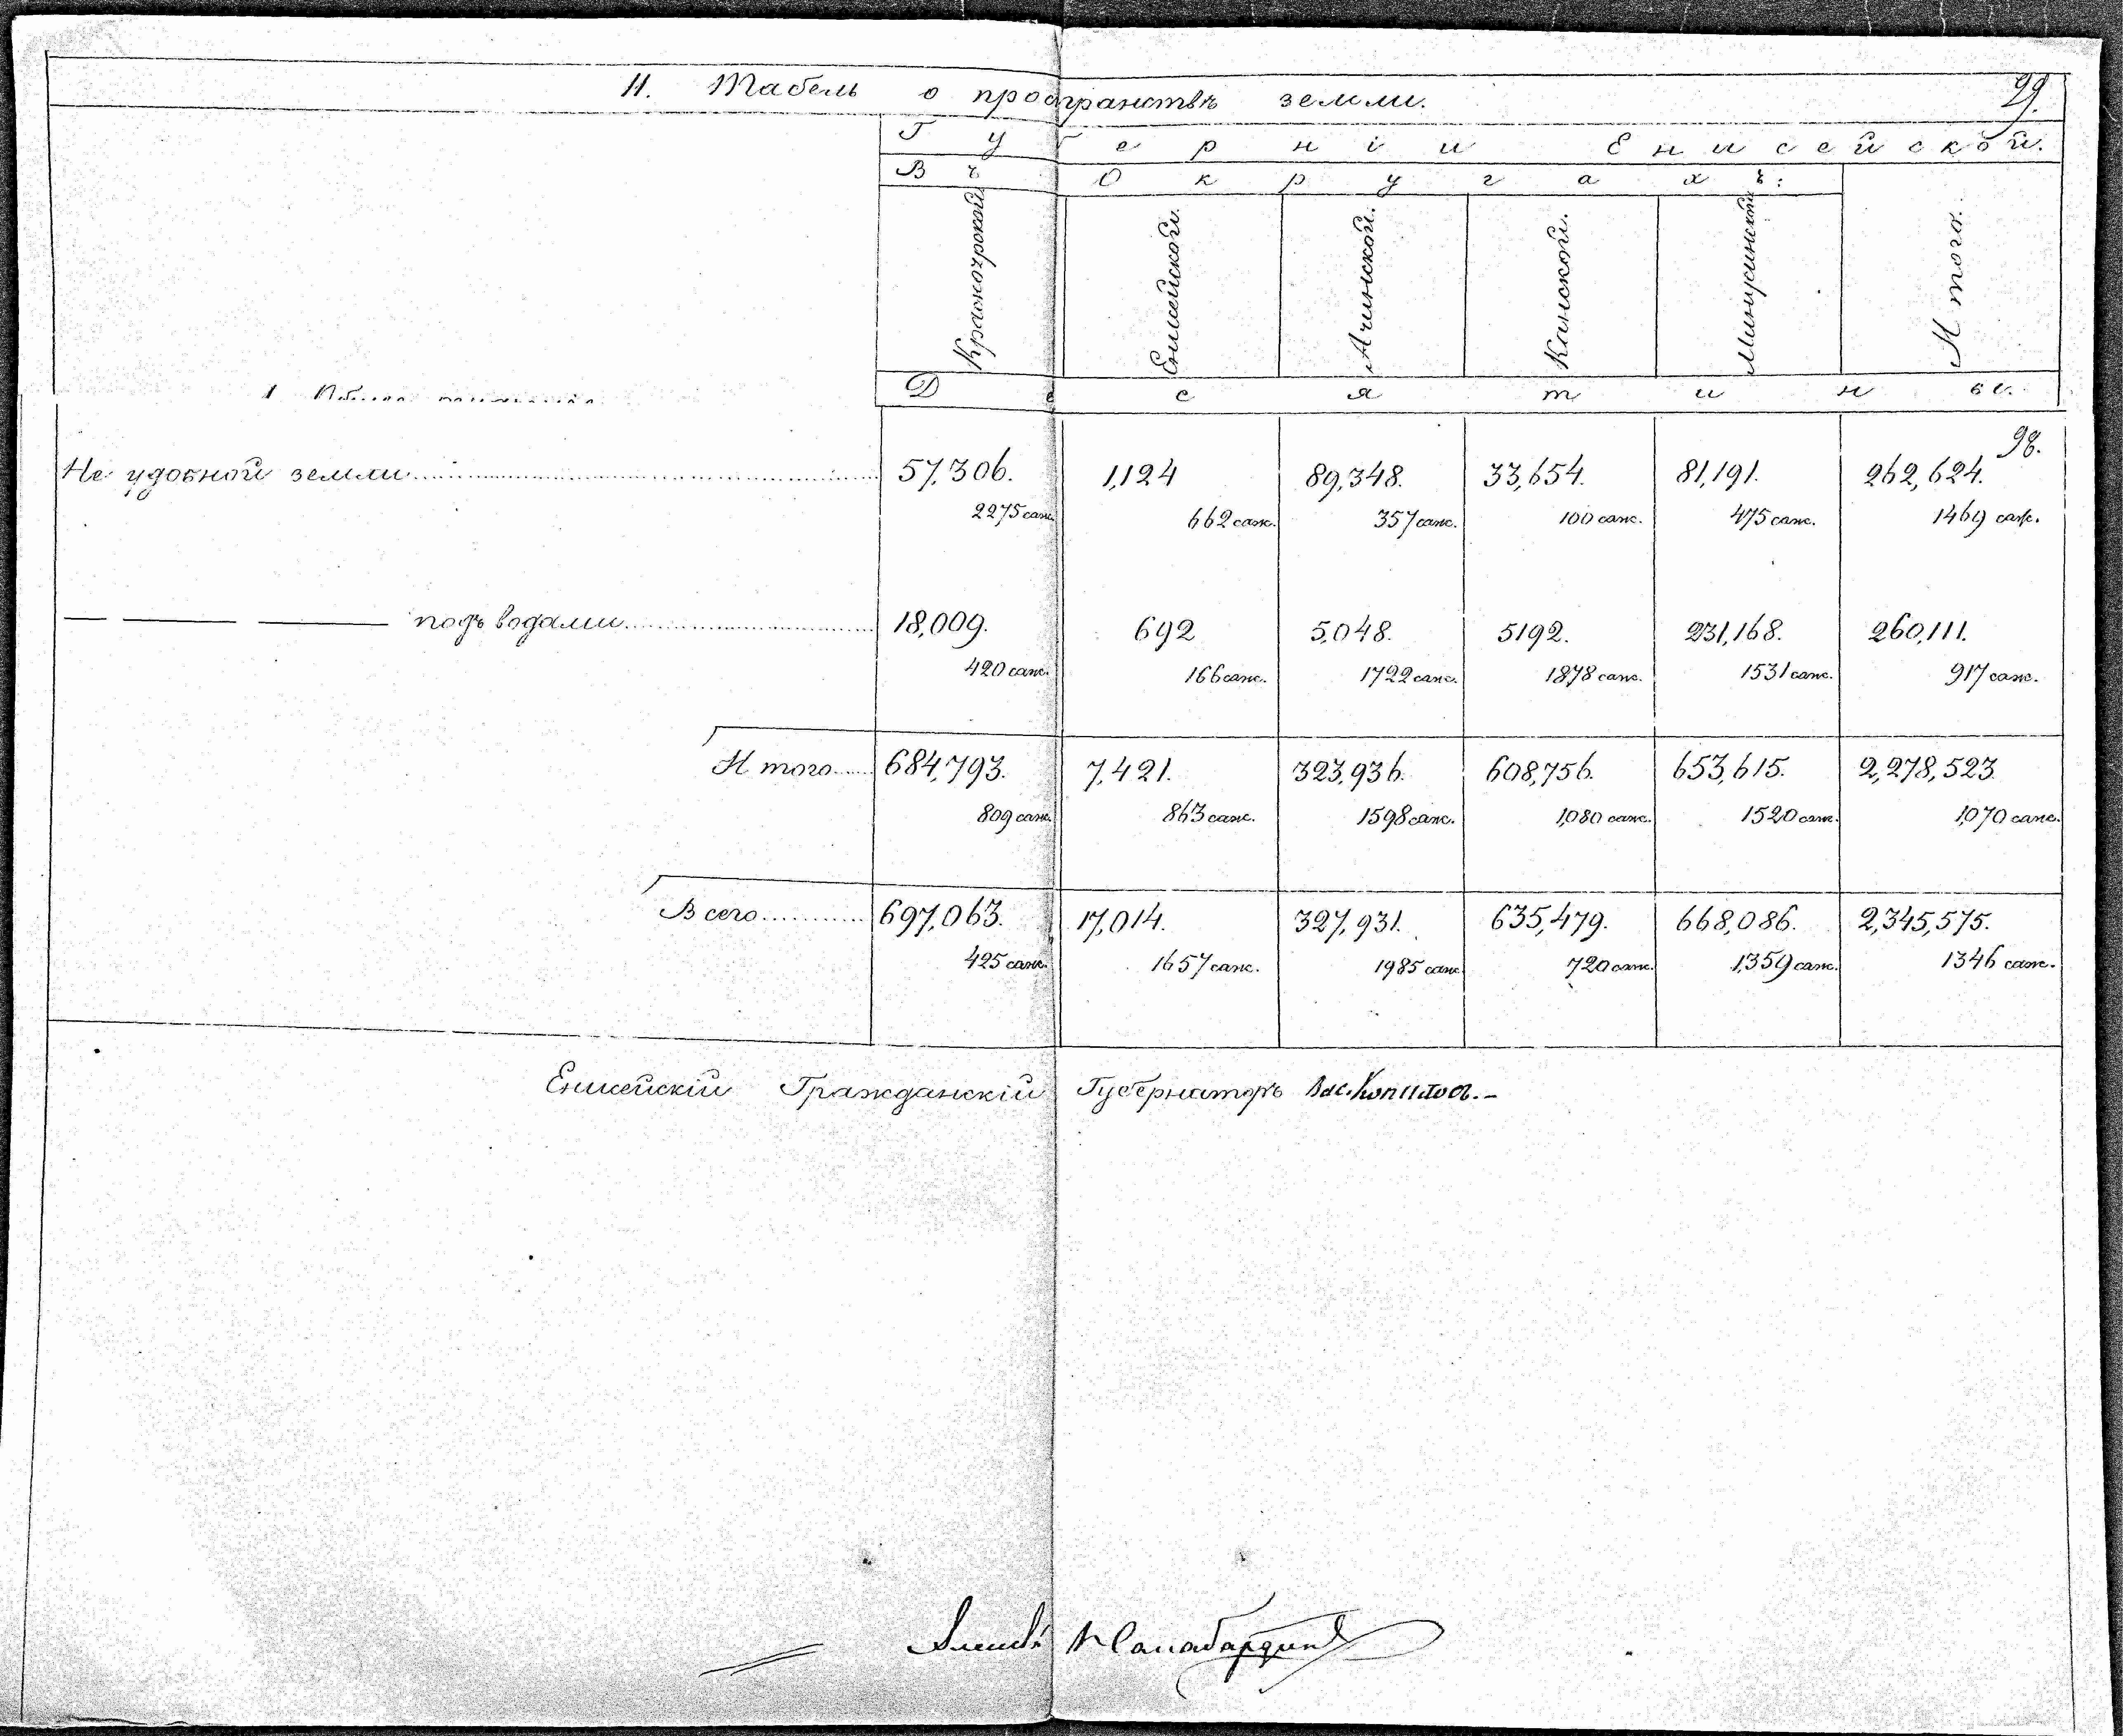 11. Табель о пространствѣ земли.
29.
Губерніи Енисейской.
Въ Округахъ:
Красноярской Енисейской. Ачинской. Канской. Минусинской Итого.
Десятины.
98.
Не удобной земли 57,306. 1,124 89,348. 33,654. 81,191. 262,624.
2275 саж. 662 саж. 357 саж. 100 саж. 475 саж. 1469 саж.
— — — подъ водами 18,009. 692 5,048. 5192. 231,168. 260,111.
420 саж. 166 саж. 1722 саж. 1878 саж. 1531 саж. 917 саж.
Итого 684,793. 7,421. 323,936. 608,756. 653,615. 2,278,523.
809 саж. 863 саж. 1598 саж. 1,080 саж. 1520 саж. 1,070 саж.
Всего 697,063. 17,014. 327,931. 635,479. 668,086. 2,345,575.
425 саж. 1657 саж. 1985 саж. 720 саж. 1,359 саж. 1346 саж.
Енисейскій Гражданскій Губернаторъ Вас. Копыловъ.-